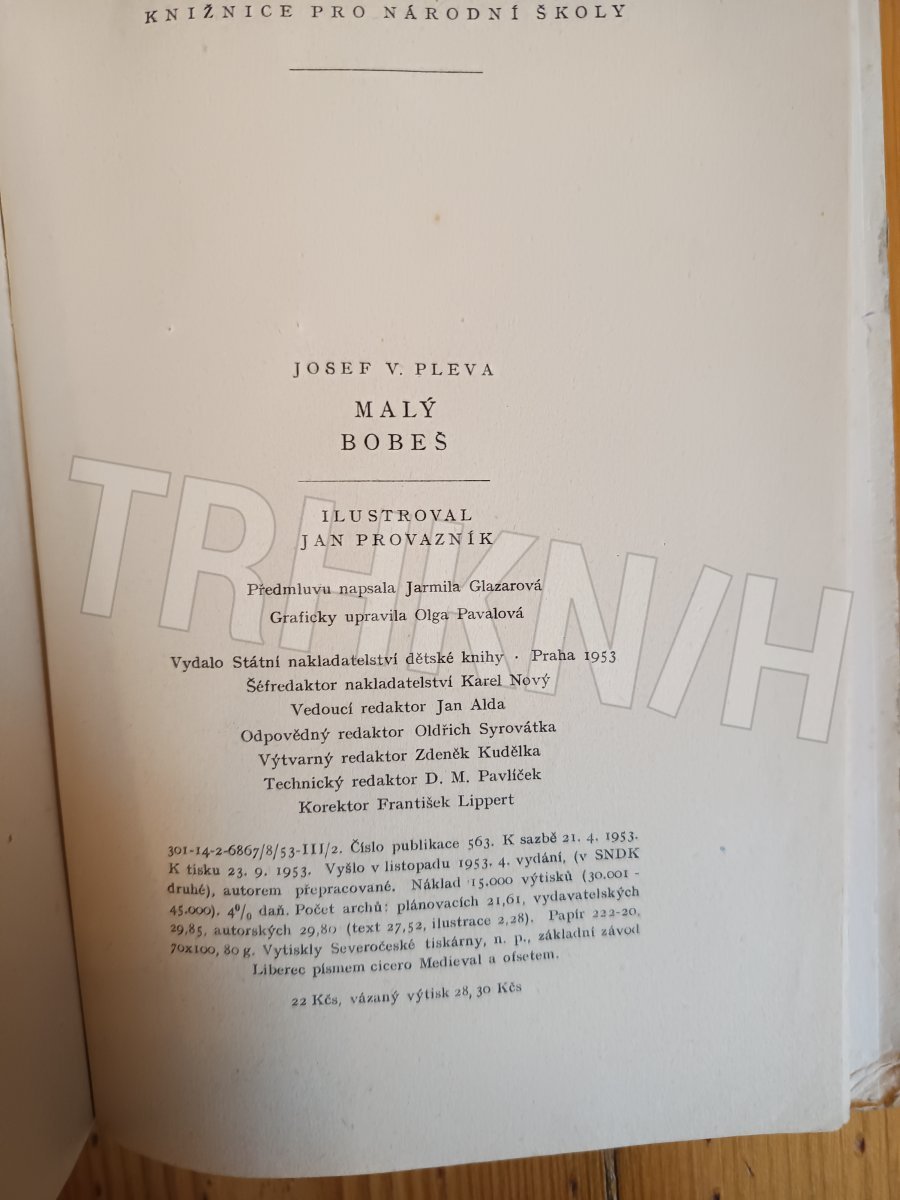 KNIŽNICE PRO NÁRODNÍ ŠKOLY
JOSEF V. PLEVA
MALÝ
BOBEŠ
ILUSTROVAL
JAN PROVAZNÍK
Předmluvu napsala Jarmila Glazarová
Graficky upravila Olga Pavalová
Vydalo Státní nakladatelství dětské knihy · Praha 1953
Šéfredaktor nakladatelství Karel Nový
Vedoucí redaktor Jan Alda
Odpovědný redaktor Oldřich Syrovátka
Výtvarný redaktor Zdeněk Kudělka
Technický redaktor D. M. Pavlíček
Korektor František Lippert
301-14-2-6867/8/53-III/2. Číslo publikace 563. K sazbě 21. 4. 1953.
K tisku 23. 9. 1953. Vyšlo v listopadu 1953. 4. vydání, (v SNDK
druhé), autorem přepracované. Náklad 15.000 výtisků (30.001 -
45.000). 4% daň. Počet archů: plánovacích 21,61, vydavatelských
29,85, autorských 29,80 (text 27,52, ilustrace 2,28). Papír 222-20,
70x100, 80 g. Vytiskly Severočeské tiskárny, n. p., základní závod
Liberec písmem cicero Medieval a ofsetem.
22 Kčs, vázaný výtisk 28,30 Kčs
TRHKNIH